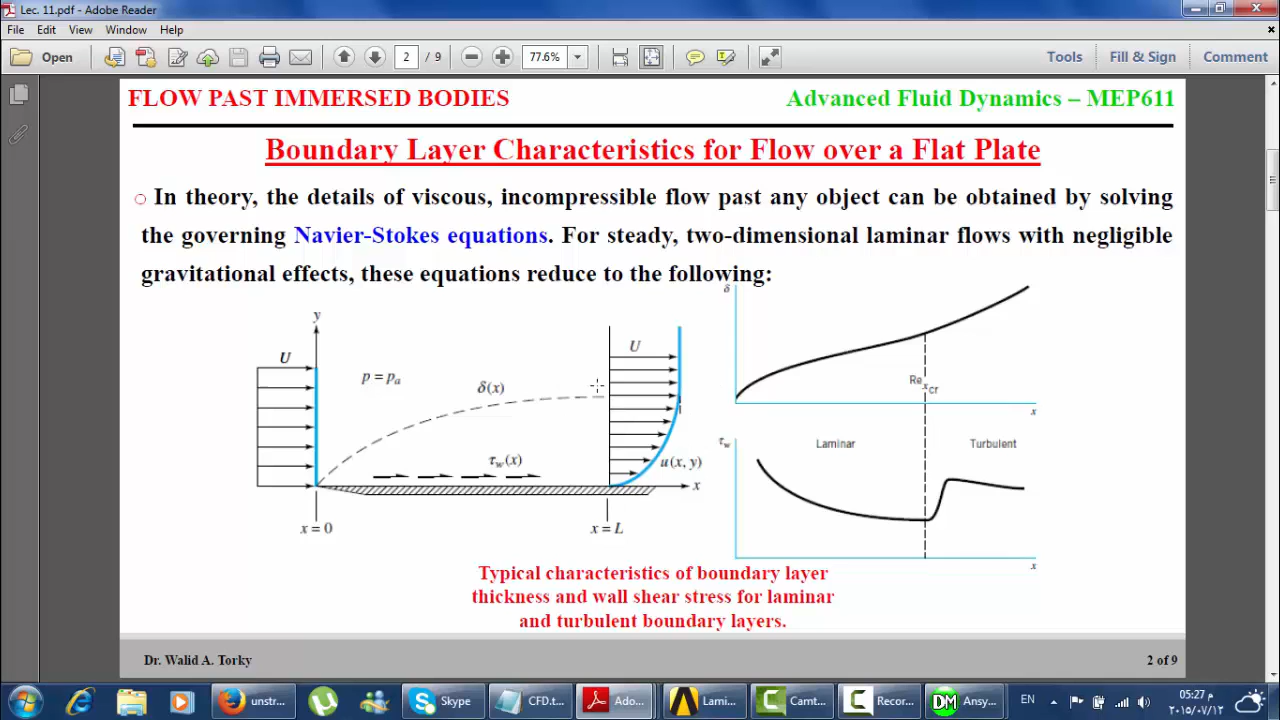 Lec. 11.pdf - Adobe Reader
File Edit View Window Help
Open 2 / 9 77.6% Tools Fill & Sign Comment
FLOW PAST IMMERSED BODIES Advanced Fluid Dynamics – MEP611
Boundary Layer Characteristics for Flow over a Flat Plate
In theory, the details of viscous, incompressible flow past any object can be obtained by solving
the governing Navier-Stokes equations. For steady, two-dimensional laminar flows with negligible
gravitational effects, these equations reduce to the following:
y
U
p = pa
δ(x)
τw(x)
U
u(x, y)
x
x = 0
x = L
δ
Rexcr
x
τw
Laminar Turbulent
x
Typical characteristics of boundary layer
thickness and wall shear stress for laminar
and turbulent boundary layers.
Dr. Walid A. Torky 2 of 9
unstr... Skype CFD.t... Ado... Lami... Camt... Recor... DM Ansy... EN
05:27 م
٢٠١٥/٠٧/١٢